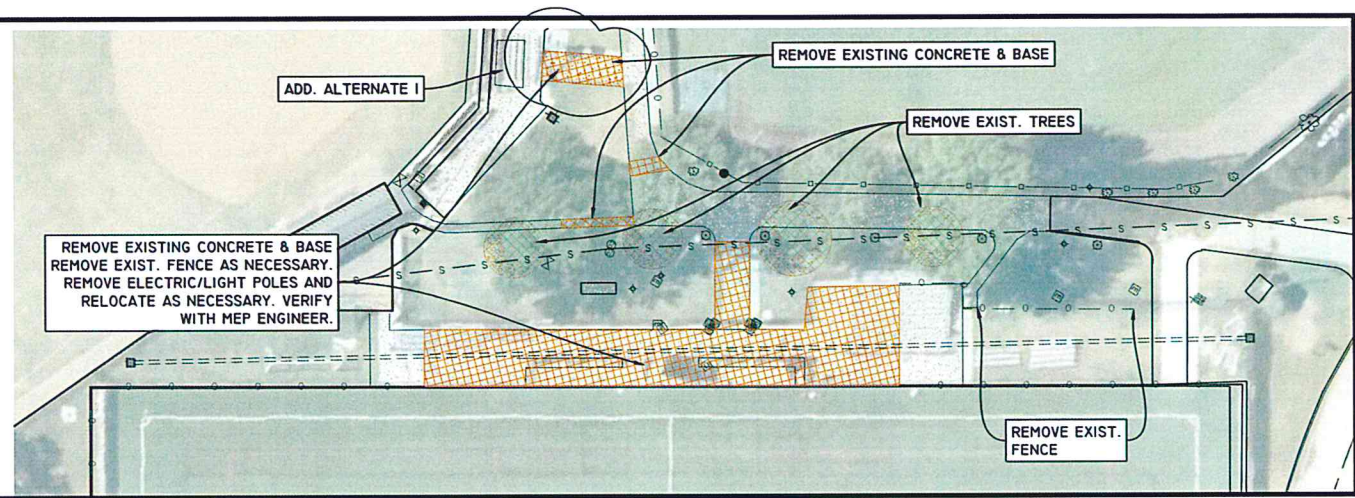 REMOVE EXISTING CONCRETE & BASE
ADD. ALTERNATE I
REMOVE EXIST. TREES
REMOVE EXISTING CONCRETE & BASE
REMOVE EXIST. FENCE AS NECESSARY.
REMOVE ELECTRIC/LIGHT POLES AND
RELOCATE AS NECESSARY. VERIFY
WITH MEP ENGINEER.
S S S S S S S S S S S S S S
REMOVE EXIST.
FENCE